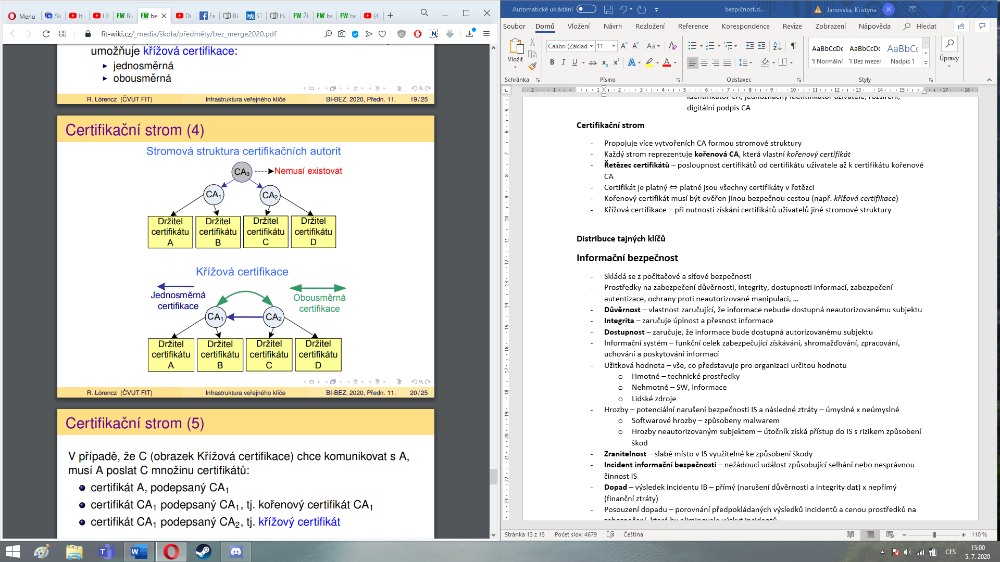 Menu
Sle
It i
I B
BI-
be
Di
Fa
BI
ST
Ho
Žl
be
be
(4)
fit-wiki.cz/_media/škola/předměty/bez_merge2020.pdf
umožňuje křížová certifikace:
jednosměrná
obousměrná
R. Lórencz (ČVUT FIT) Infrastruktura veřejného klíče BI-BEZ, 2020, Předn. 11. 19 / 25
Certifikační strom (4)
Stromová struktura certifikačních autorit
CA3 Nemusí existovat
CA1 CA2
Držitel certifikátu A
Držitel certifikátu B
Držitel certifikátu C
Držitel certifikátu D
Křížová certifikace
Jednosměrná certifikace
Obousměrná certifikace
CA1 CA2
Držitel certifikátu A
Držitel certifikátu B
Držitel certifikátu C
Držitel certifikátu D
R. Lórencz (ČVUT FIT) Infrastruktura veřejného klíče BI-BEZ, 2020, Předn. 11. 20 / 25
Certifikační strom (5)
V případě, že C (obrazek Křížová certifikace) chce komunikovat s A,
musí A poslat C množinu certifikátů:
certifikát A, podepsaný CA1
certifikát CA1 podepsaný CA1, tj. kořenový certifikát CA1
certifikát CA1 podepsaný CA2, tj. křížový certifikát
Automatické ukládání bezpičnost.d... Janovska, Kristyna JK
Soubor Domů Vložení Návrh Rozložení Reference Korespondence Revize Zobrazení Nápověda Hledat
Vložit
Calibri (Základ 11
AaBbCcDc AaBbCcDc AaBbCc
¶ Normální ¶ Bez mezer Nadpis 1
Úpravy
Schránka Písmo Odstavec Styly
identifikátor CA, jednoznačný identifikátor uživatele, rozšíření,
digitální podpis CA
Certifikační strom
- Propojuje více vytvořeních CA formou stromové struktury
- Každý strom reprezentuje kořenová CA, která vlastní kořenový certifikát
- Řetězec certifikátů – posloupnost certifikátů od certifikátu uživatele až k certifikátu kořenové
CA
- Certifikát je platný ⇔ platné jsou všechny certifikáty v řetězci
- Kořenový certifikát musí být ověřen jinou bezpečnou cestou (např. křížová certifikace)
- Křížová certifikace – při nutnosti získání certifikátů uživatelů jiné stromové struktury
Distribuce tajných klíčů
Informační bezpečnost
- Skládá se z počítačové a síťové bezpečnosti
- Prostředky na zabezpečení důvěrnosti, integrity, dostupnosti informací, zabezpečení
autentizace, ochrany proti neautorizované manipulaci, …
- Důvěrnost – vlastnost zaručující, že informace nebude dostupná neautorizovanému subjektu
- Integrita – zaručuje úplnost a přesnost informace
- Dostupnost – zaručuje, že informace bude dostupná autorizovanému subjektu
- Informační systém – funkční celek zabezpečující získávání, shromažďování, zpracování,
uchování a poskytování informací
- Užitková hodnota – vše, co představuje pro organizaci určitou hodnotu
o Hmotné – technické prostředky
o Nehmotné – SW, informace
o Lidské zdroje
- Hrozby – potenciální narušení bezpečnosti IS a následné ztráty – úmyslné x neúmyslné
o Softwarové hrozby – způsobeny malwarem
o Hrozby neautorizovaným subjektem – útočník získá přístup do IS s rizikem způsobení
škod
- Zranitelnost – slabé místo v IS využitelné ke způsobení škody
- Incident informační bezpečnosti – nežádoucí událost způsobující selhání nebo nesprávnou
činnost IS
- Dopad – výsledek incidentu IB – přímý (narušení důvěrnosti a integrity dat) x nepřímý
(finanční ztráty)
- Posouzení dopadu – porovnání předpokládaných výsledků incidentů a cenou prostředků na
zabezpečení, která by eliminovala výskyt incidentů
Stránka 13 z 15 Počet slov: 4679 Čeština 110 %
CES
15:00
5. 7. 2020